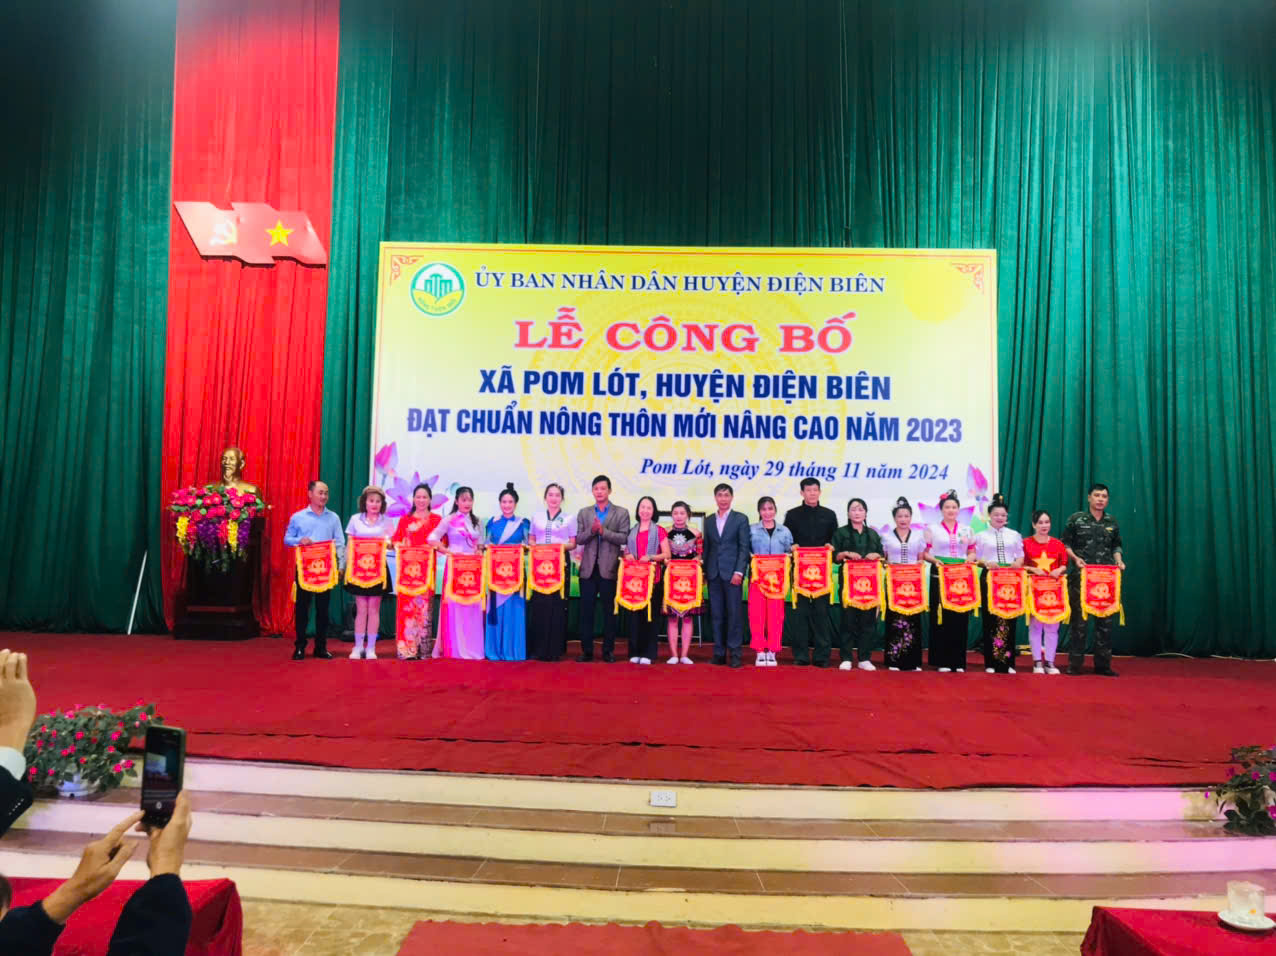 ỦY BAN NHÂN DÂN HUYỆN ĐIỆN BIÊN
LỄ CÔNG BỐ
XÃ POM LÓT, HUYỆN ĐIỆN BIÊN
ĐẠT CHUẨN NÔNG THÔN MỚI NÂNG CAO NĂM 2023
Pom Lót, ngày 29 tháng 11 năm 2024